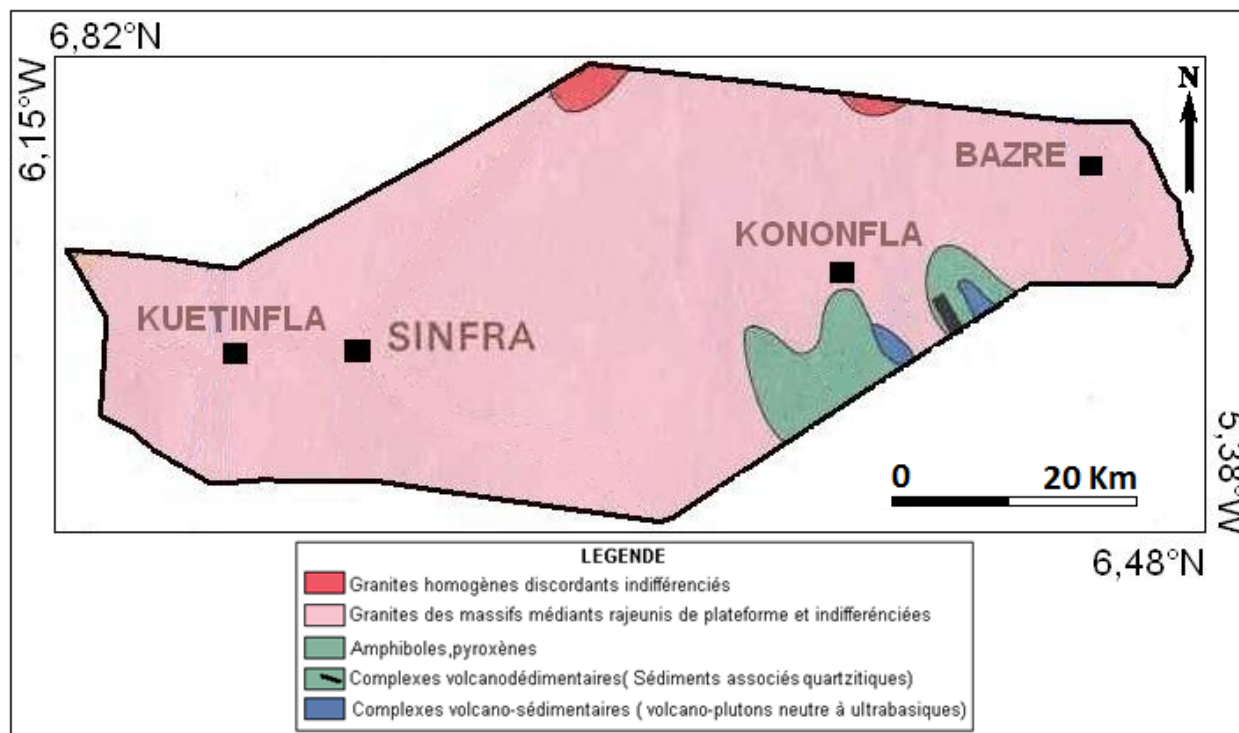 6,82°N
6,15°W
N
BAZRE
KONONFLA
KUETINFLA
SINFRA
0 20 Km
5,38°W
6,48°N
LEGENDE
Granites homogènes discordants indifférenciés
Granites des massifs médiants rajeunis de plateforme et indifferénciées
Amphiboles,pyroxènes
Complexes volcanodédimentaires( Sédiments associés quartzitiques)
Complexes volcano-sédimentaires ( volcano-plutons neutre à ultrabasiques)